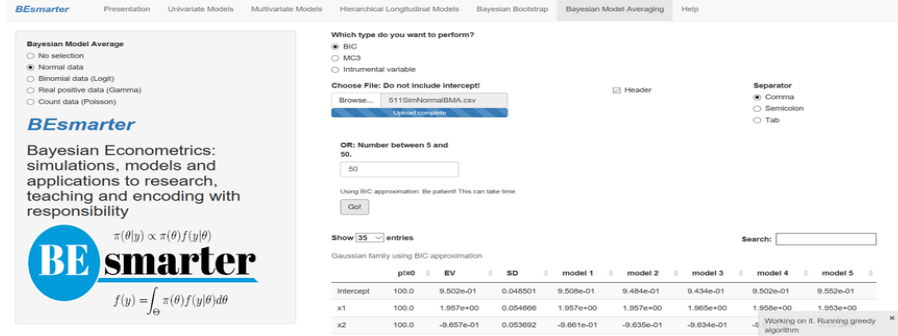 BEsmarter Presentation Univariate Models Multivariate Models Hierarchical Longitudinal Models Bayesian Bootstrap Bayesian Model Averaging Help
Bayesian Model Average
No selection
Normal data
Binomial data (Logit)
Real positive data (Gamma)
Count data (Poisson)
BEsmarter
Bayesian Econometrics:
simulations, models and
applications to research,
teaching and encoding with
responsibility
π(θ|y) ∝ π(θ)f(y|θ)
BE smarter
f(y) = ∫_Θ π(θ)f(y|θ)dθ
Which type do you want to perform?
BIC
MC3
Intrumental variable
Choose File: Do not include intercept!
Browse... 511SimNormalBMA.csv
Upload complete
Header
Separator
Comma
Semicolon
Tab
OR: Number between 5 and
50.
50
Using BIC approximation. Be patient! This can take time.
Go!
Show 35 entries Search:
Gaussian family using BIC approximation
p!=0 EV SD model 1 model 2 model 3 model 4 model 5
Intercept 100.0 9.502e-01 0.048501 9.508e-01 9.484e-01 9.434e-01 9.502e-01 9.552e-01
x1 100.0 1.957e+00 0.054666 1.957e+00 1.957e+00 1.965e+00 1.958e+00 1.953e+00
x2 100.0 -9.657e-01 0.053692 -9.661e-01 -9.635e-01 -9.634e-01
Working on it. Running greedy
algorithm